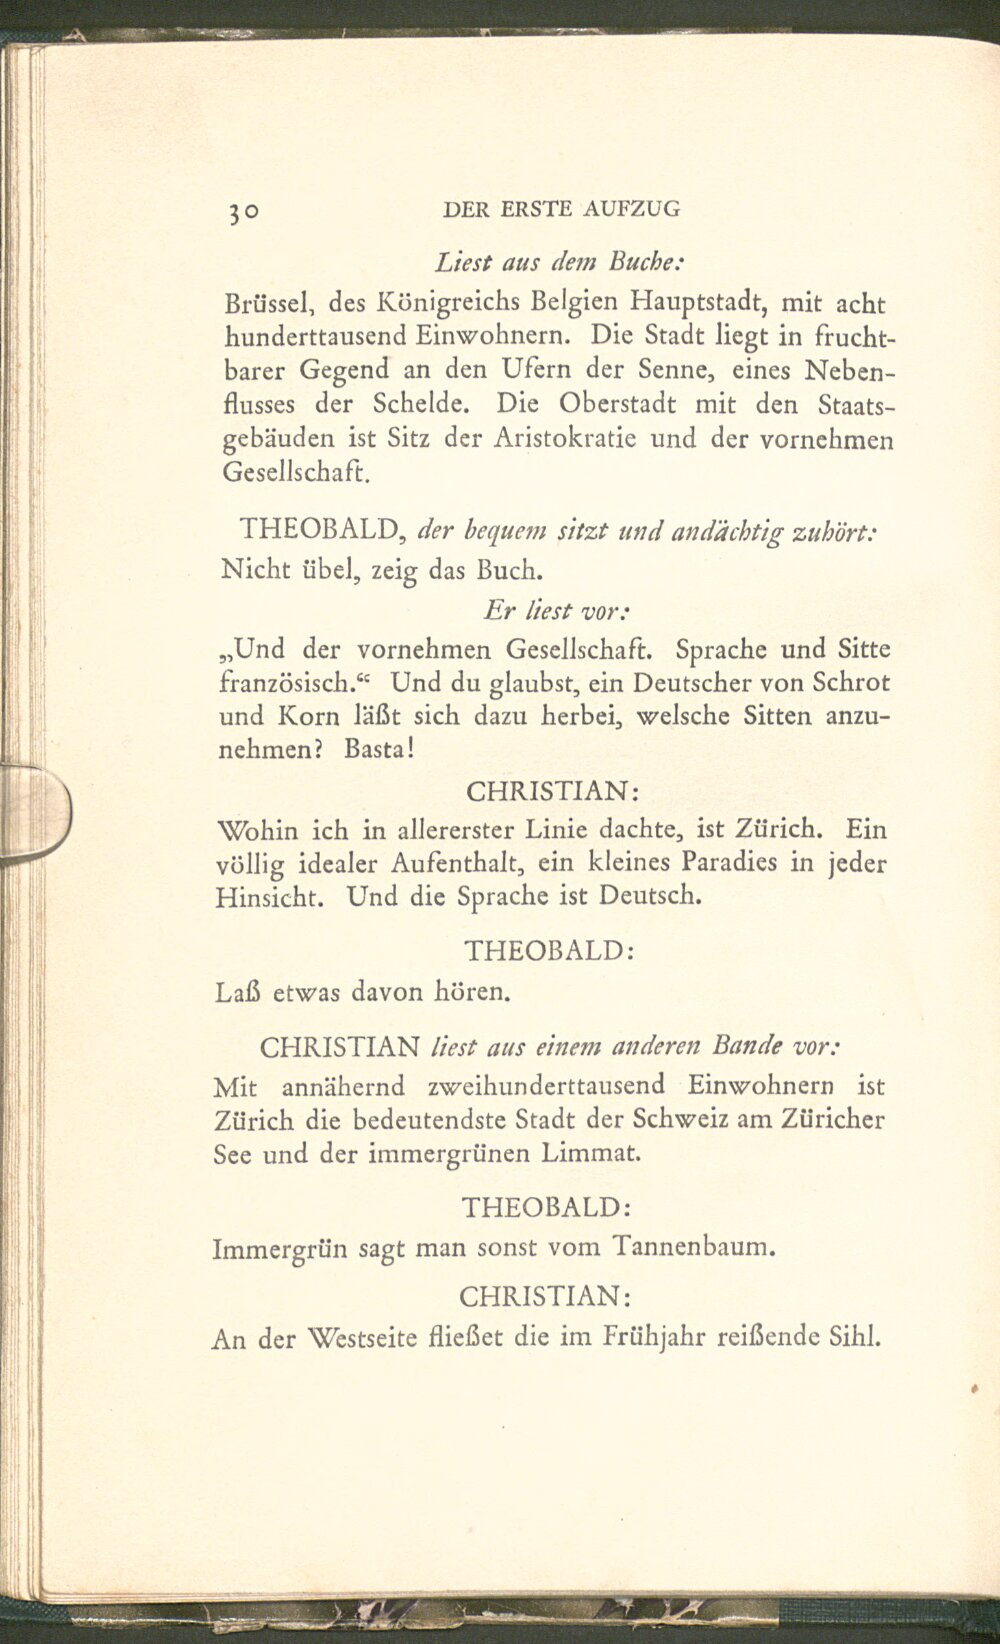 30 DER ERSTE AUFZUG
Liest aus dem Buche:
Brüssel, des Königreichs Belgien Hauptstadt, mit acht
hunderttausend Einwohnern. Die Stadt liegt in frucht-
barer Gegend an den Ufern der Senne, eines Neben-
flusses der Schelde. Die Oberstadt mit den Staats-
gebäuden ist Sitz der Aristokratie und der vornehmen
Gesellschaft.
THEOBALD, der bequem sitzt und andächtig zuhört:
Nicht übel, zeig das Buch.
Er liest vor:
„Und der vornehmen Gesellschaft. Sprache und Sitte
französisch.“ Und du glaubst, ein Deutscher von Schrot
und Korn läßt sich dazu herbei, welsche Sitten anzu-
nehmen? Basta!
CHRISTIAN:
Wohin ich in allererster Linie dachte, ist Zürich. Ein
völlig idealer Aufenthalt, ein kleines Paradies in jeder
Hinsicht. Und die Sprache ist Deutsch.
THEOBALD:
Laß etwas davon hören.
CHRISTIAN liest aus einem anderen Bande vor:
Mit annähernd zweihunderttausend Einwohnern ist
Zürich die bedeutendste Stadt der Schweiz am Züricher
See und der immergrünen Limmat.
THEOBALD:
Immergrün sagt man sonst vom Tannenbaum.
CHRISTIAN:
An der Westseite fließet die im Frühjahr reißende Sihl.